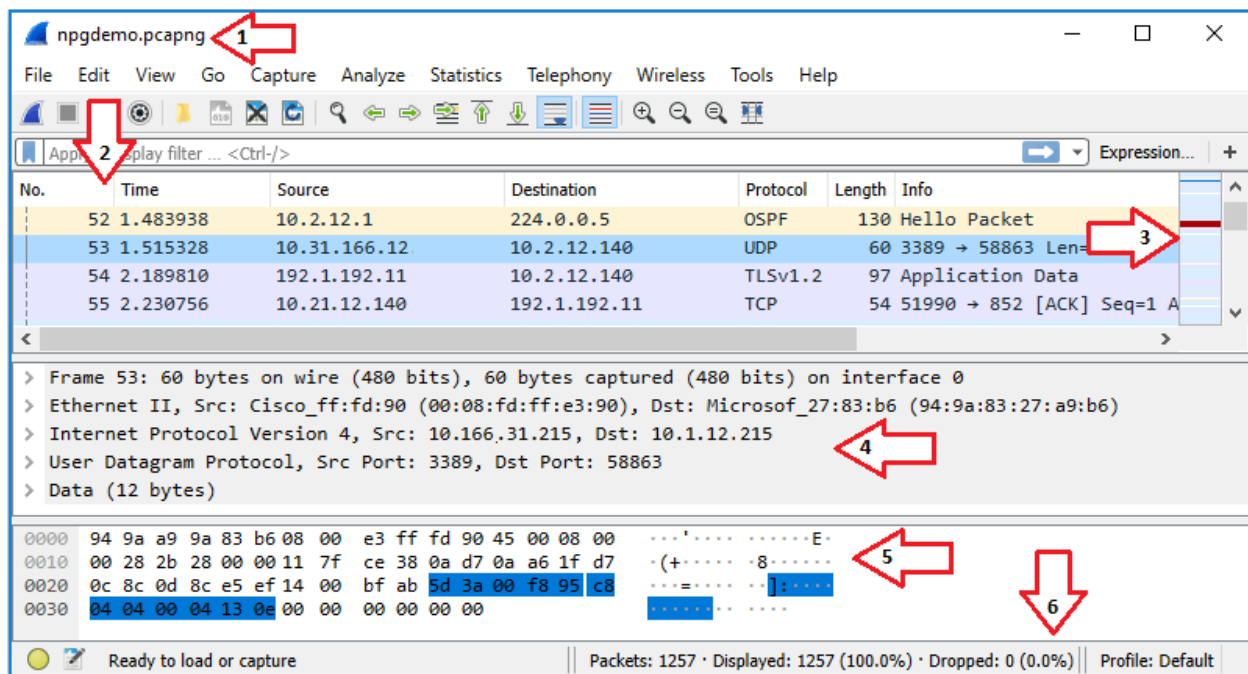 npgdemo.pcapng
1
File Edit View Go Capture Analyze Statistics Telephony Wireless Tools Help
2
Appl splay filter ... <Ctrl-/> Expression... +
No. Time Source Destination Protocol Length Info
52 1.483938 10.2.12.1 224.0.0.5 OSPF 130 Hello Packet
53 1.515328 10.31.166.12. 10.2.12.140 UDP 60 3389 → 58863 Len=
3
54 2.189810 192.1.192.11 10.2.12.140 TLSv1.2 97 Application Data
55 2.230756 10.21.12.140 192.1.192.11 TCP 54 51990 → 852 [ACK] Seq=1 A
> Frame 53: 60 bytes on wire (480 bits), 60 bytes captured (480 bits) on interface 0
> Ethernet II, Src: Cisco_ff:fd:90 (00:08:fd:ff:e3:90), Dst: Microsof_27:83:b6 (94:9a:83:27:a9:b6)
> Internet Protocol Version 4, Src: 10.166.31.215, Dst: 10.1.12.215
4
> User Datagram Protocol, Src Port: 3389, Dst Port: 58863
> Data (12 bytes)
0000 94 9a a9 9a 83 b6 08 00 e3 ff fd 90 45 00 08 00 ···'···· ······E·
0010 00 28 2b 28 00 00 11 7f ce 38 0a d7 0a a6 1f d7 ·(+····· ·8······
5
0020 0c 8c 0d 8c e5 ef 14 00 bf ab 5d 3a 00 f8 95 c8 ···=···· ··]:····
0030 04 04 00 04 13 0e 00 00 00 00 00 00 ········ ····
6
Ready to load or capture Packets: 1257 · Displayed: 1257 (100.0%) · Dropped: 0 (0.0%) Profile: Default